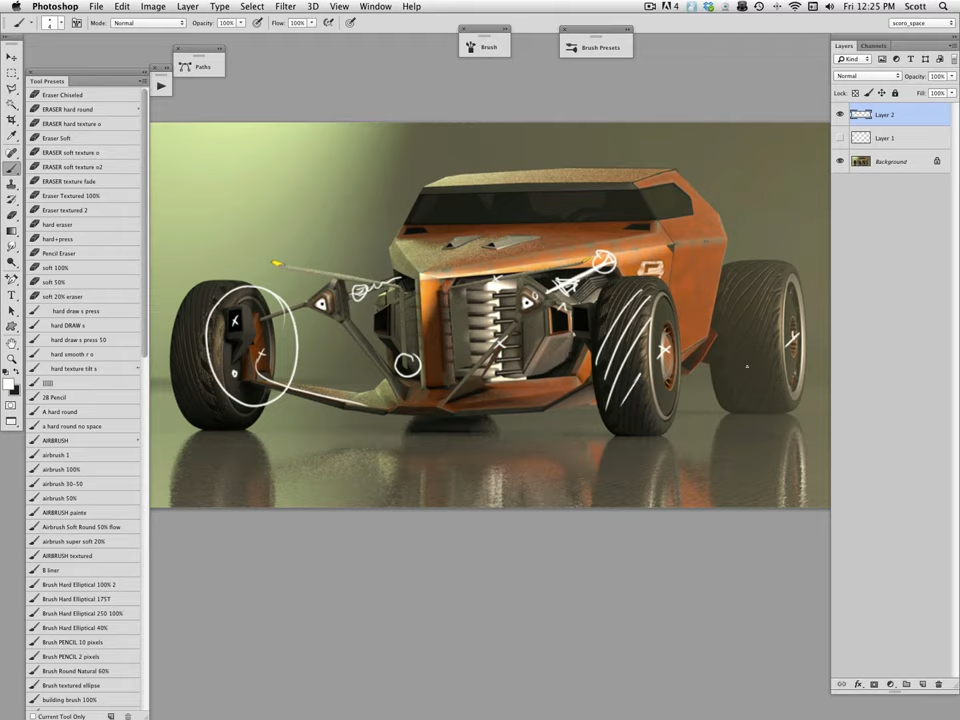 Photoshop File Edit Image Layer Type Select Filter 3D View Window Help
4 Fri 12:25 PM Scott
4 Mode: Normal Opacity: 100% Flow: 100% scoro_space
Brush Brush Presets
Paths
Tool Presets
Eraser Chiseled
ERASER hard round
ERASER hard texture o
Eraser Soft
ERASER soft texture o
ERASER soft texture o2
ERASER texture fade
Eraser Textured 100%
Eraser textured 2
hard eraser
hard+press
Pencil Eraser
soft 100%
soft 50%
soft 20% eraser
hard draw s press
hard DRAW s
hard draw s press 50
hard smooth r o
hard texture tilt s
2B Pencil
A hard round
a hard round no space
AIRBRUSH
airbrush 1
airbrush 100%
airbrush 30-50
airbrush 50%
AIRBRUSH painte
Airbrush Soft Round 50% flow
airbrush super soft 20%
AIRBRUSH textured
B liner
Brush Hard Elliptical 100% 2
Brush Hard Elliptical 175T
Brush Hard Elliptical 250 100%
Brush Hard Elliptical 40%
Brush PENCIL 10 pixels
Brush PENCIL 2 pixels
Brush Round Natural 60%
Brush textured ellipse
building brush 100%
Current Tool Only
Layers Channels
Kind
Normal Opacity: 100%
Lock: Fill: 100%
Layer 2
Layer 1
Background